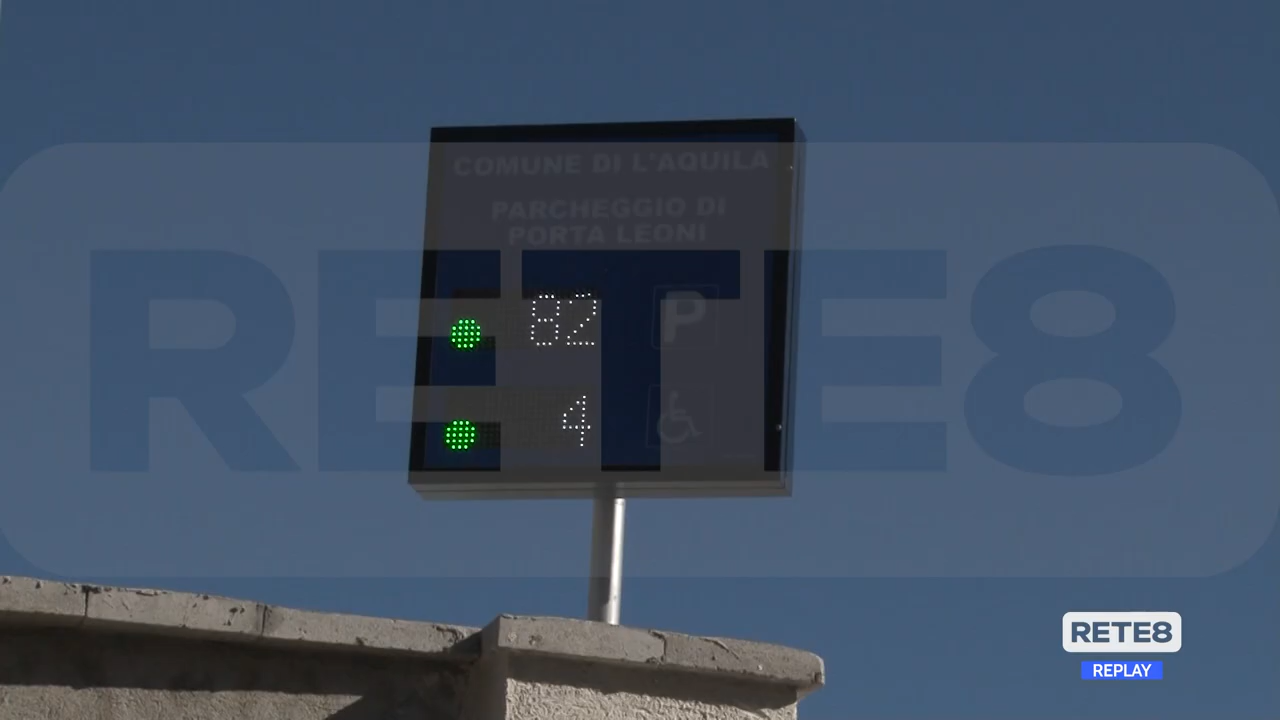 COMUNE DI L'AQUILA
PARCHEGGIO DI
PORTA LEONI
82 P
4
RETE8
RETE8
REPLAY